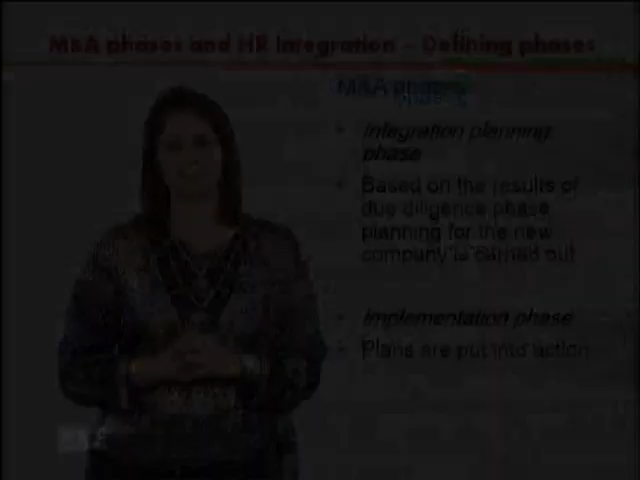 M&A phases and HR Integration – Defining phases
M&A phases
• Integration planning
phase
• Based on the results of
due diligence phase
planning for the new
company is carried out
• Implementation phase
• Plans are put into action